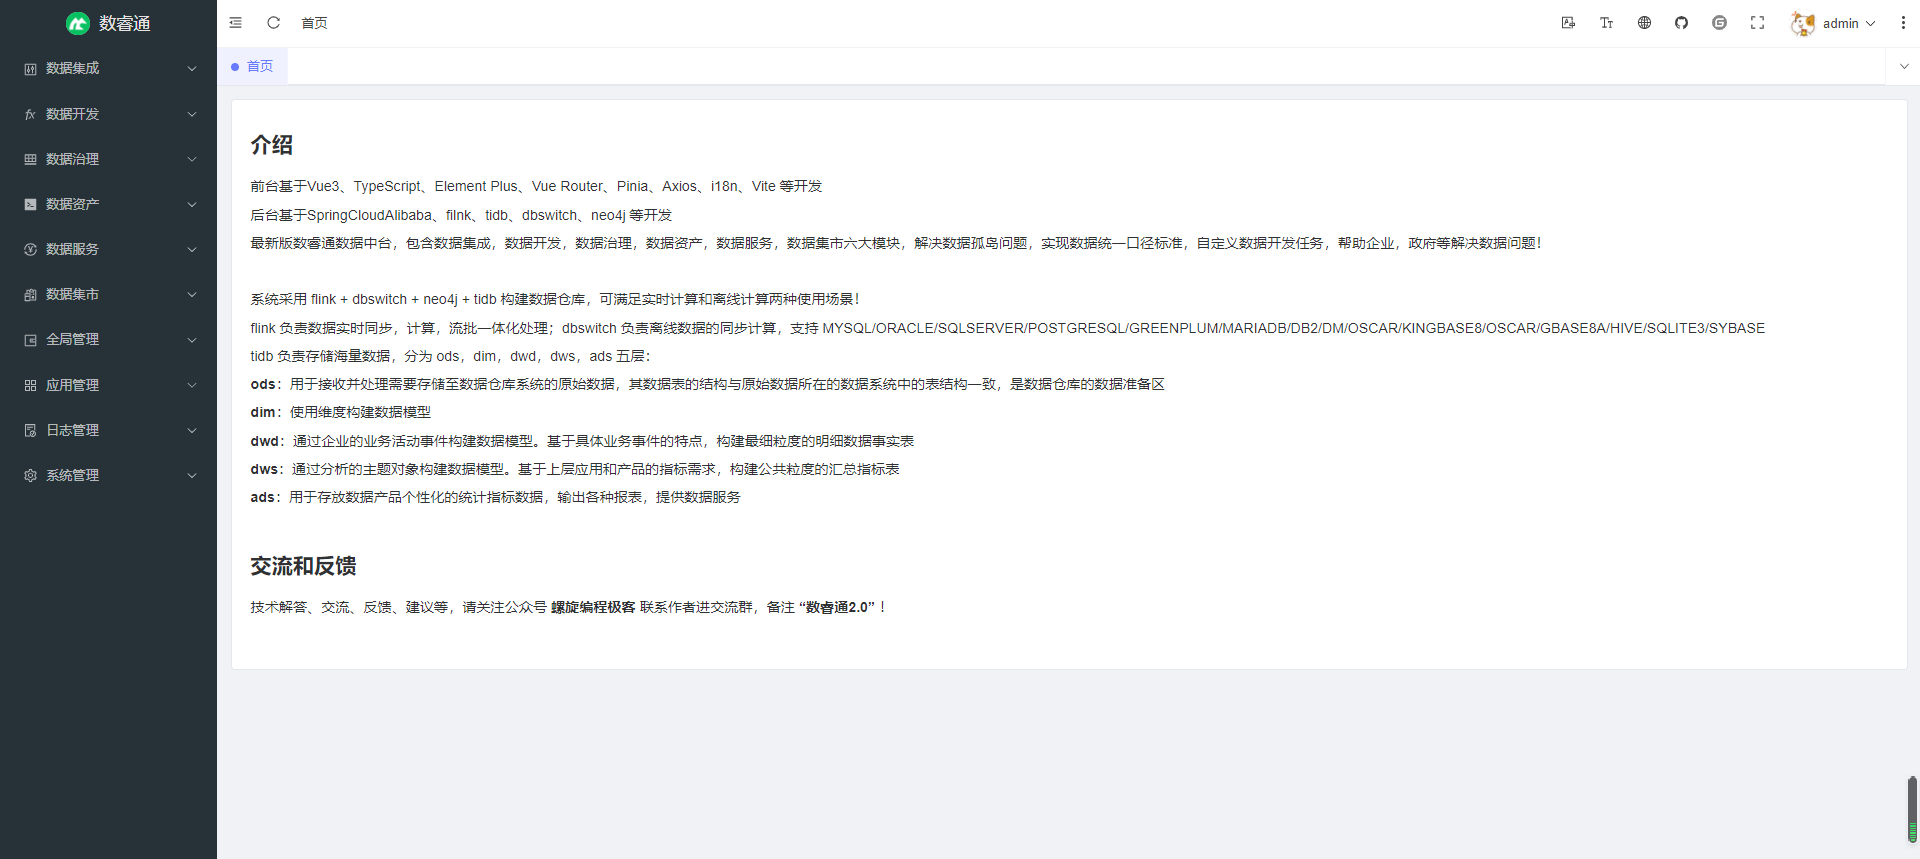 数睿通
首页
admin
数据集成
数据开发
数据治理
数据资产
数据服务
数据集市
全局管理
应用管理
日志管理
系统管理
首页
介绍
前台基于Vue3、TypeScript、Element Plus、Vue Router、Pinia、Axios、i18n、Vite 等开发
后台基于SpringCloudAlibaba、filnk、tidb、dbswitch、neo4j 等开发
最新版数睿通数据中台，包含数据集成，数据开发，数据治理，数据资产，数据服务，数据集市六大模块，解决数据孤鸟问题，实现数据统一口径标准，自定义数据开发任务，帮助企业，政府等解决数据问题！
系统采用 flink + dbswitch + neo4j + tidb 构建数据仓库，可满足实时计算和离线计算两种使用场景！
flink 负责数据实时同步，计算，流批一体化处理；dbswitch 负责离线数据的同步计算，支持 MYSQL/ORACLE/SQLSERVER/POSTGRESQL/GREENPLUM/MARIADB/DB2/DM/OSCAR/KINGBASE8/OSCAR/GBASE8A/HIVE/SQLITE3/SYBASE
tidb 负责存储海量数据，分为 ods，dim，dwd，dws，ads 五层：
ods：用于接收并处理需要存储至数据仓库系统的原始数据，其数据表的结构与原始数据所在的数据系统中的表结构一致，是数据仓库的数据准备区
dim：使用维度构建数据模型
dwd：通过企业的业务活动事件构建数据模型。基于具体业务事件的特点，构建最细粒度的明细数据事实表
dws：通过分析的主题对象构建数据模型。基于上层应用和产品的指标需求，构建公共粒度的汇总指标表
ads：用于存放数据产品个性化的统计指标数据，输出各种报表，提供数据服务
交流和反馈
技术解答、交流、反馈、建议等，请关注公众号 螺旋编程极客 联系作者进交流群，备注 “数睿通2.0”！